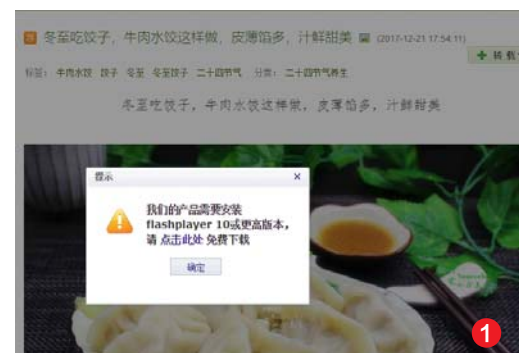 荐 冬至吃饺子，牛肉水饺这样做，皮薄馅多，汁鲜甜美 (2017-12-21 17:54:11)
转载
标签： 牛肉水饺 饺子 冬至 冬至饺子 二十四节气 分类： 二十四节气养生
冬至吃饺子，牛肉水饺这样做，皮薄馅多，汁鲜甜美
提示
我们的产品需要安装
flashplayer 10或更高版本，
请 点击此处 免费下载
确定
1